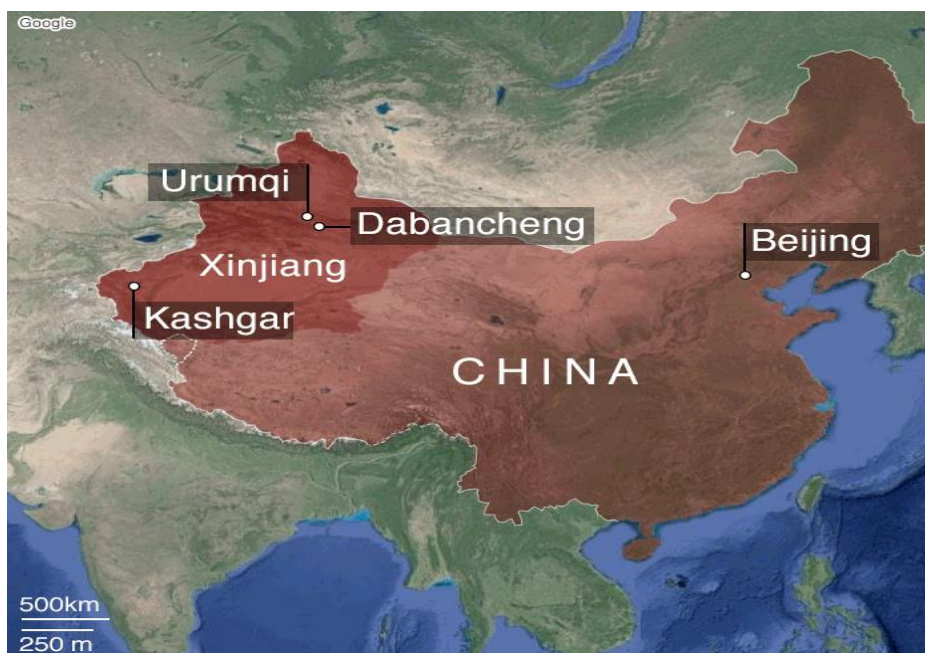 Google
Urumqi
Dabancheng
Beijing
Xinjiang
Kashgar
CHINA
500km
250 m